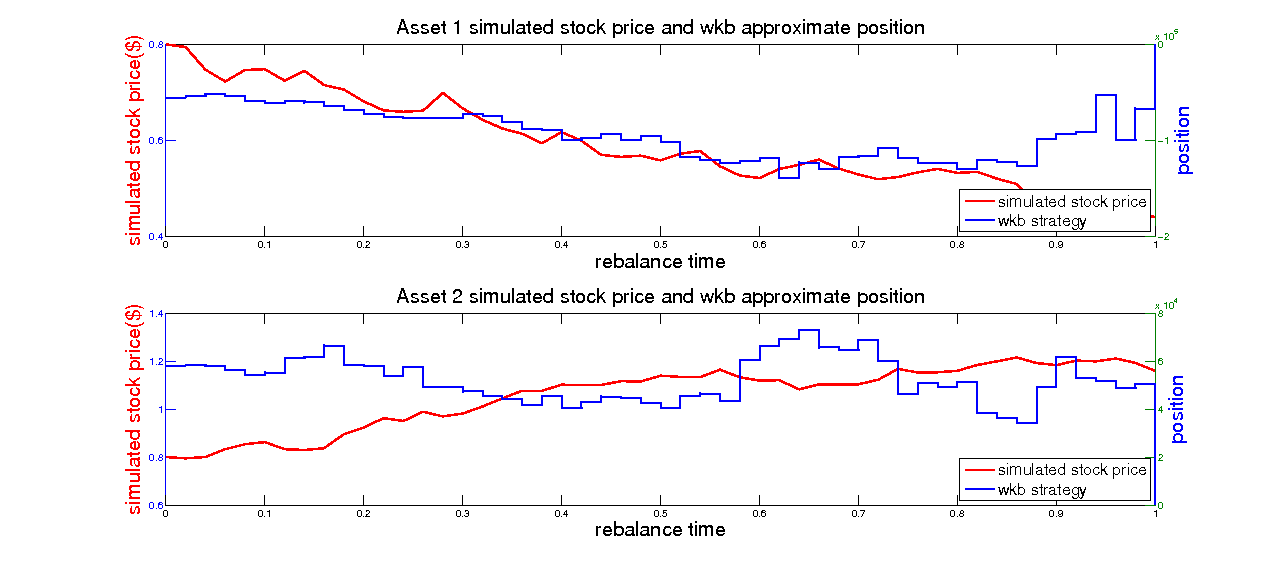 Asset 1 simulated stock price and wkb approximate position
x 10^5
0.8 0
simulated stock price($)
0.6 -1
position
simulated stock price
wkb strategy
0.4 -2
0 0.1 0.2 0.3 0.4 0.5 0.6 0.7 0.8 0.9 1
rebalance time
Asset 2 simulated stock price and wkb approximate position
x 10^4
1.4 8
1.2 6
simulated stock price($)
1 4
position
0.8 2
simulated stock price
wkb strategy
0.6 0
0 0.1 0.2 0.3 0.4 0.5 0.6 0.7 0.8 0.9 1
rebalance time